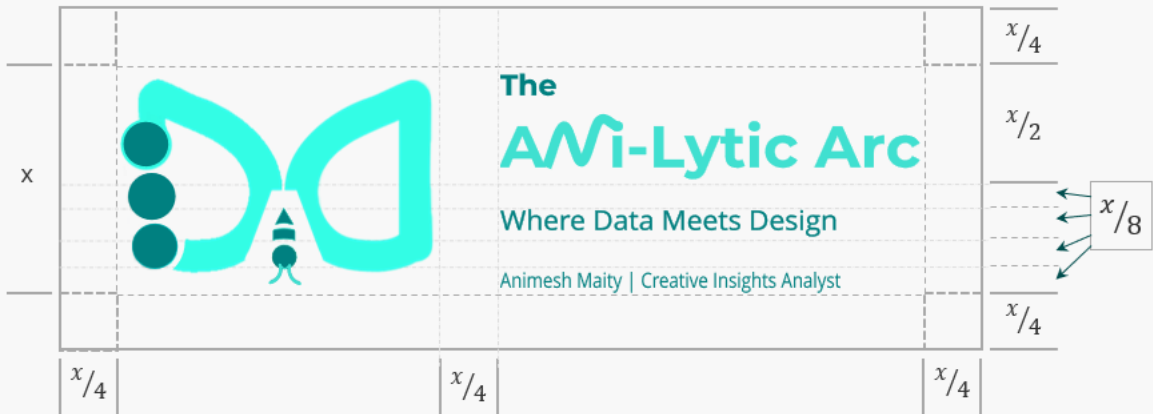 x/4
The
x/2
ANi-Lytic Arc
x
x/8
Where Data Meets Design
Animesh Maity | Creative Insights Analyst
x/4
x/4
x/4
x/4